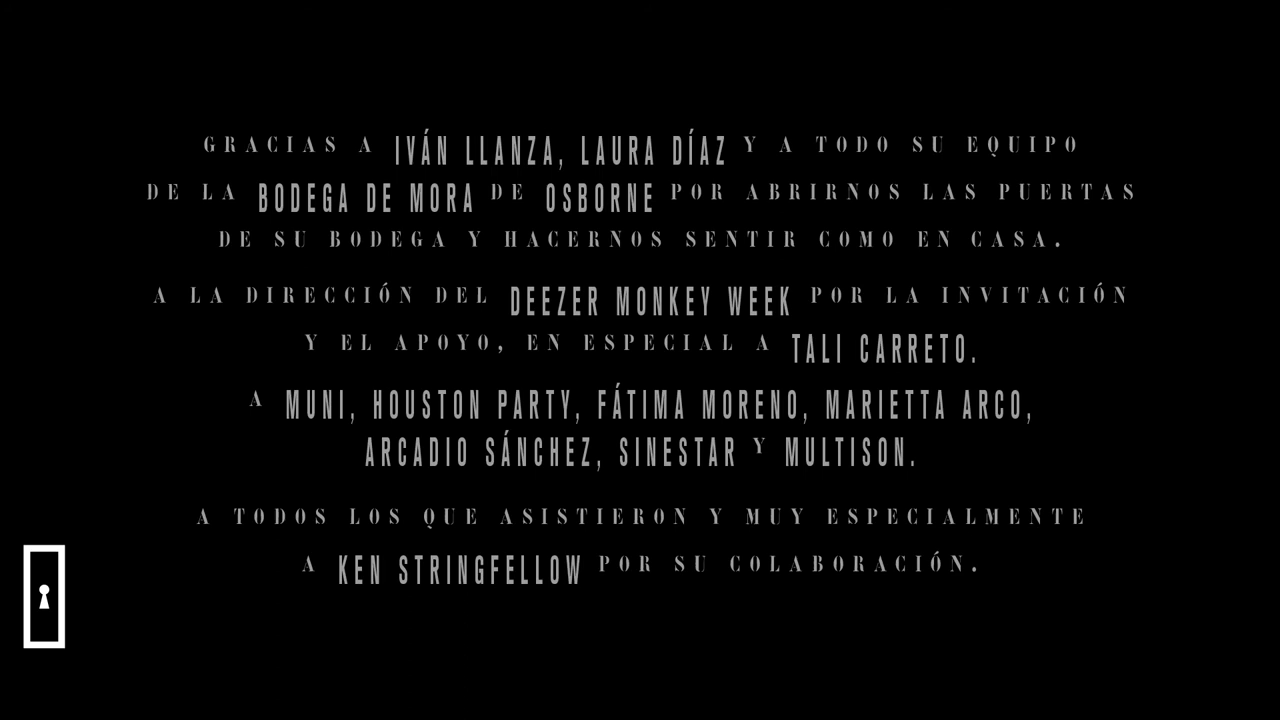 GRACIAS A IVÁN LLANZA, LAURA DÍAZ Y A TODO SU EQUIPO
DE LA BODEGA DE MORA DE OSBORNE POR ABRIRNOS LAS PUERTAS
DE SU BODEGA Y HACERNOS SENTIR COMO EN CASA.
A LA DIRECCIÓN DEL DEEZER MONKEY WEEK POR LA INVITACIÓN
Y EL APOYO, EN ESPECIAL A TALI CARRETO.
A MUNI, HOUSTON PARTY, FÁTIMA MORENO, MARIETTA ARCO,
ARCADIO SÁNCHEZ, SINESTAR Y MULTISON.
A TODOS LOS QUE ASISTIERON Y MUY ESPECIALMENTE
A KEN STRINGFELLOW POR SU COLABORACIÓN.